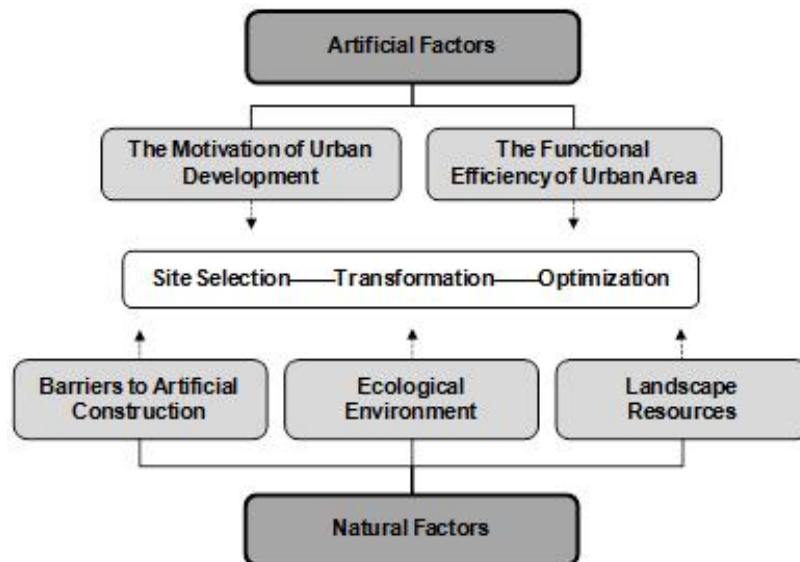 Artificial Factors
The Motivation of Urban
Development
The Functional
Efficiency of Urban Area
Site Selection——Transformation——Optimization
Barriers to Artificial
Construction
Ecological
Environment
Landscape
Resources
Natural Factors